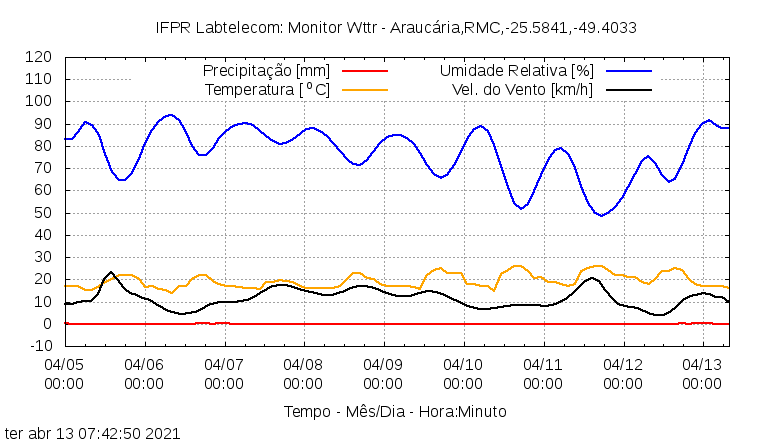 IFPR Labtelecom: Monitor Wttr - Araucária,RMC,-25.5841,-49.4033
120
110
100
90
80
70
60
50
40
30
20
10
0
-10
Precipitação [mm]
Temperatura [⁰C]
Umidade Relativa [%]
Vel. do Vento [km/h]
04/05 04/06 04/07 04/08 04/09 04/10 04/11 04/12 04/13
00:00 00:00 00:00 00:00 00:00 00:00 00:00 00:00 00:00
Tempo - Mês/Dia - Hora:Minuto
ter abr 13 07:42:50 2021